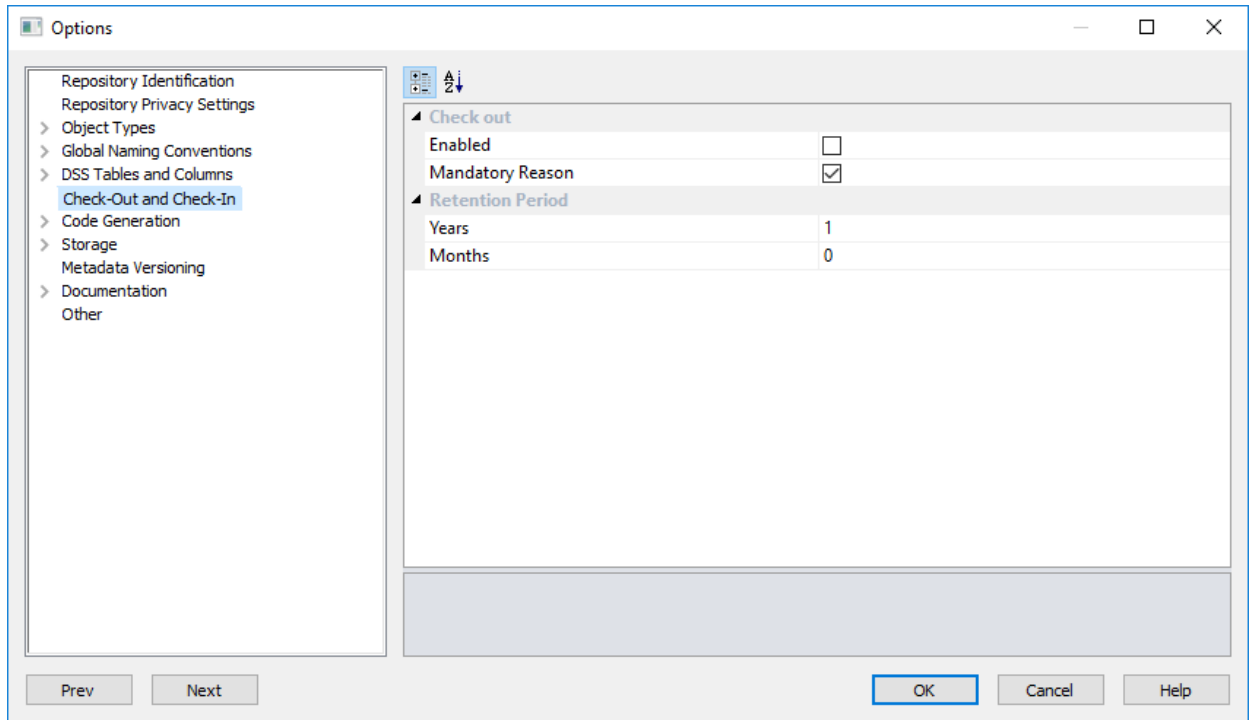 Options
Repository Identification
Repository Privacy Settings
Object Types
Global Naming Conventions
DSS Tables and Columns
Check-Out and Check-In
Code Generation
Storage
Metadata Versioning
Documentation
Other
A
Z
Check out
Enabled
Mandatory Reason
Retention Period
Years 1
Months 0
Prev Next OK Cancel Help